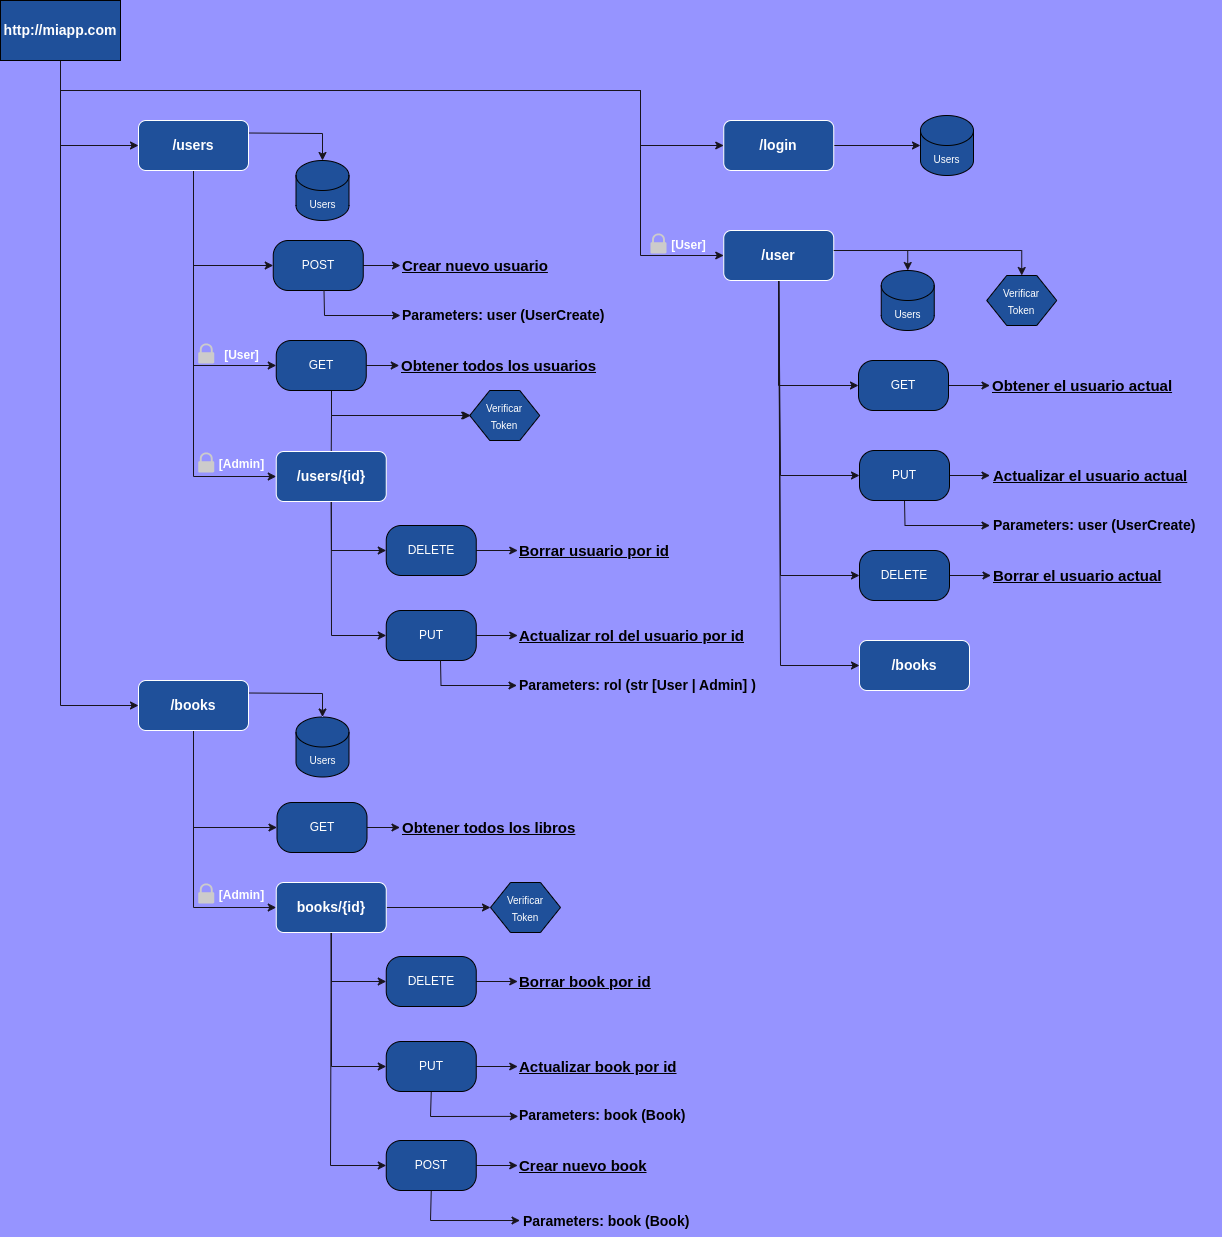 http://miapp.com
/users
Users
POST
Crear nuevo usuario
Parameters: user (UserCreate)
[User]
GET
Obtener todos los usuarios
Verificar
Token
[Admin]
/users/{id}
DELETE
Borrar usuario por id
PUT
Actualizar rol del usuario por id
Parameters: rol (str [User | Admin] )
/login
Users
[User]
/user
Users
Verificar
Token
GET
Obtener el usuario actual
PUT
Actualizar el usuario actual
Parameters: user (UserCreate)
DELETE
Borrar el usuario actual
/books
/books
Users
GET
Obtener todos los libros
[Admin]
books/{id}
Verificar
Token
DELETE
Borrar book por id
PUT
Actualizar book por id
Parameters: book (Book)
POST
Crear nuevo book
Parameters: book (Book)